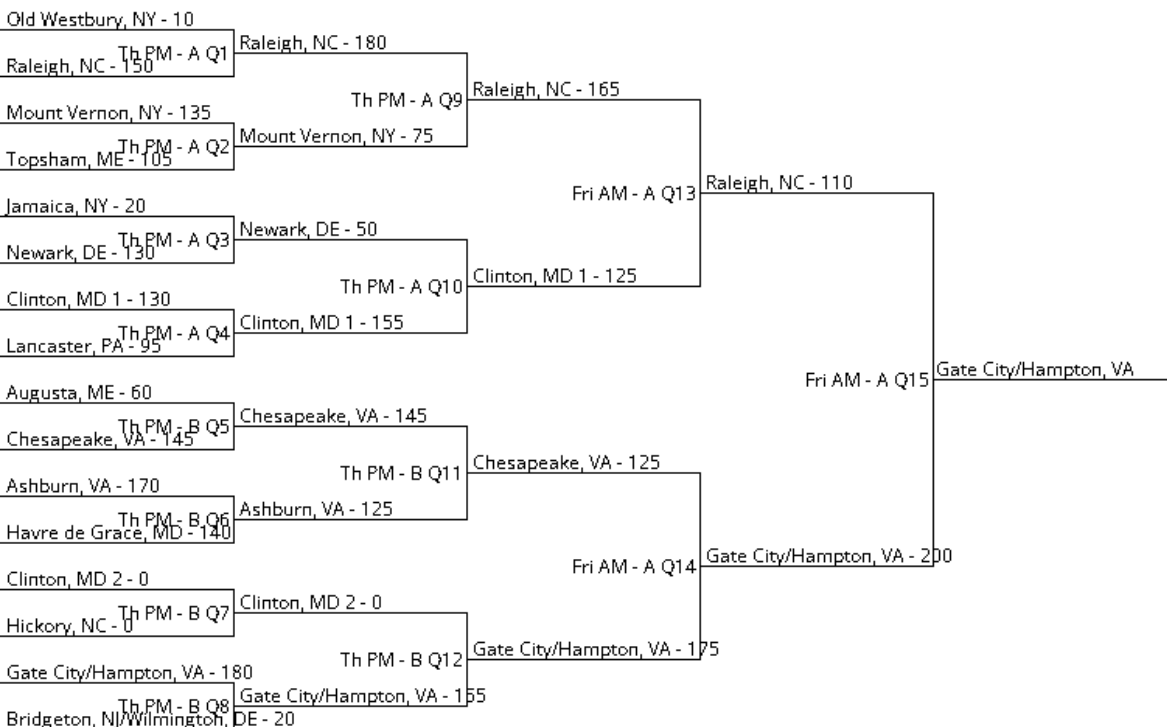 Old Westbury, NY - 10
Th PM - A Q1
Raleigh, NC - 150
Raleigh, NC - 180
Mount Vernon, NY - 135
Th PM - A Q2
Topsham, ME - 105
Mount Vernon, NY - 75
Th PM - A Q9
Raleigh, NC - 165
Jamaica, NY - 20
Th PM - A Q3
Newark, DE - 130
Newark, DE - 50
Clinton, MD 1 - 130
Th PM - A Q4
Lancaster, PA - 95
Clinton, MD 1 - 155
Th PM - A Q10
Clinton, MD 1 - 125
Fri AM - A Q13
Raleigh, NC - 110
Augusta, ME - 60
Th PM - B Q5
Chesapeake, VA - 145
Chesapeake, VA - 145
Ashburn, VA - 170
Th PM - B Q6
Havre de Grace, MD - 140
Ashburn, VA - 125
Th PM - B Q11
Chesapeake, VA - 125
Clinton, MD 2 - 0
Th PM - B Q7
Hickory, NC - 0
Clinton, MD 2 - 0
Gate City/Hampton, VA - 180
Th PM - B Q8
Bridgeton, NJ/Wilmington, DE - 20
Gate City/Hampton, VA - 155
Th PM - B Q12
Gate City/Hampton, VA - 175
Fri AM - A Q14
Gate City/Hampton, VA - 200
Fri AM - A Q15
Gate City/Hampton, VA